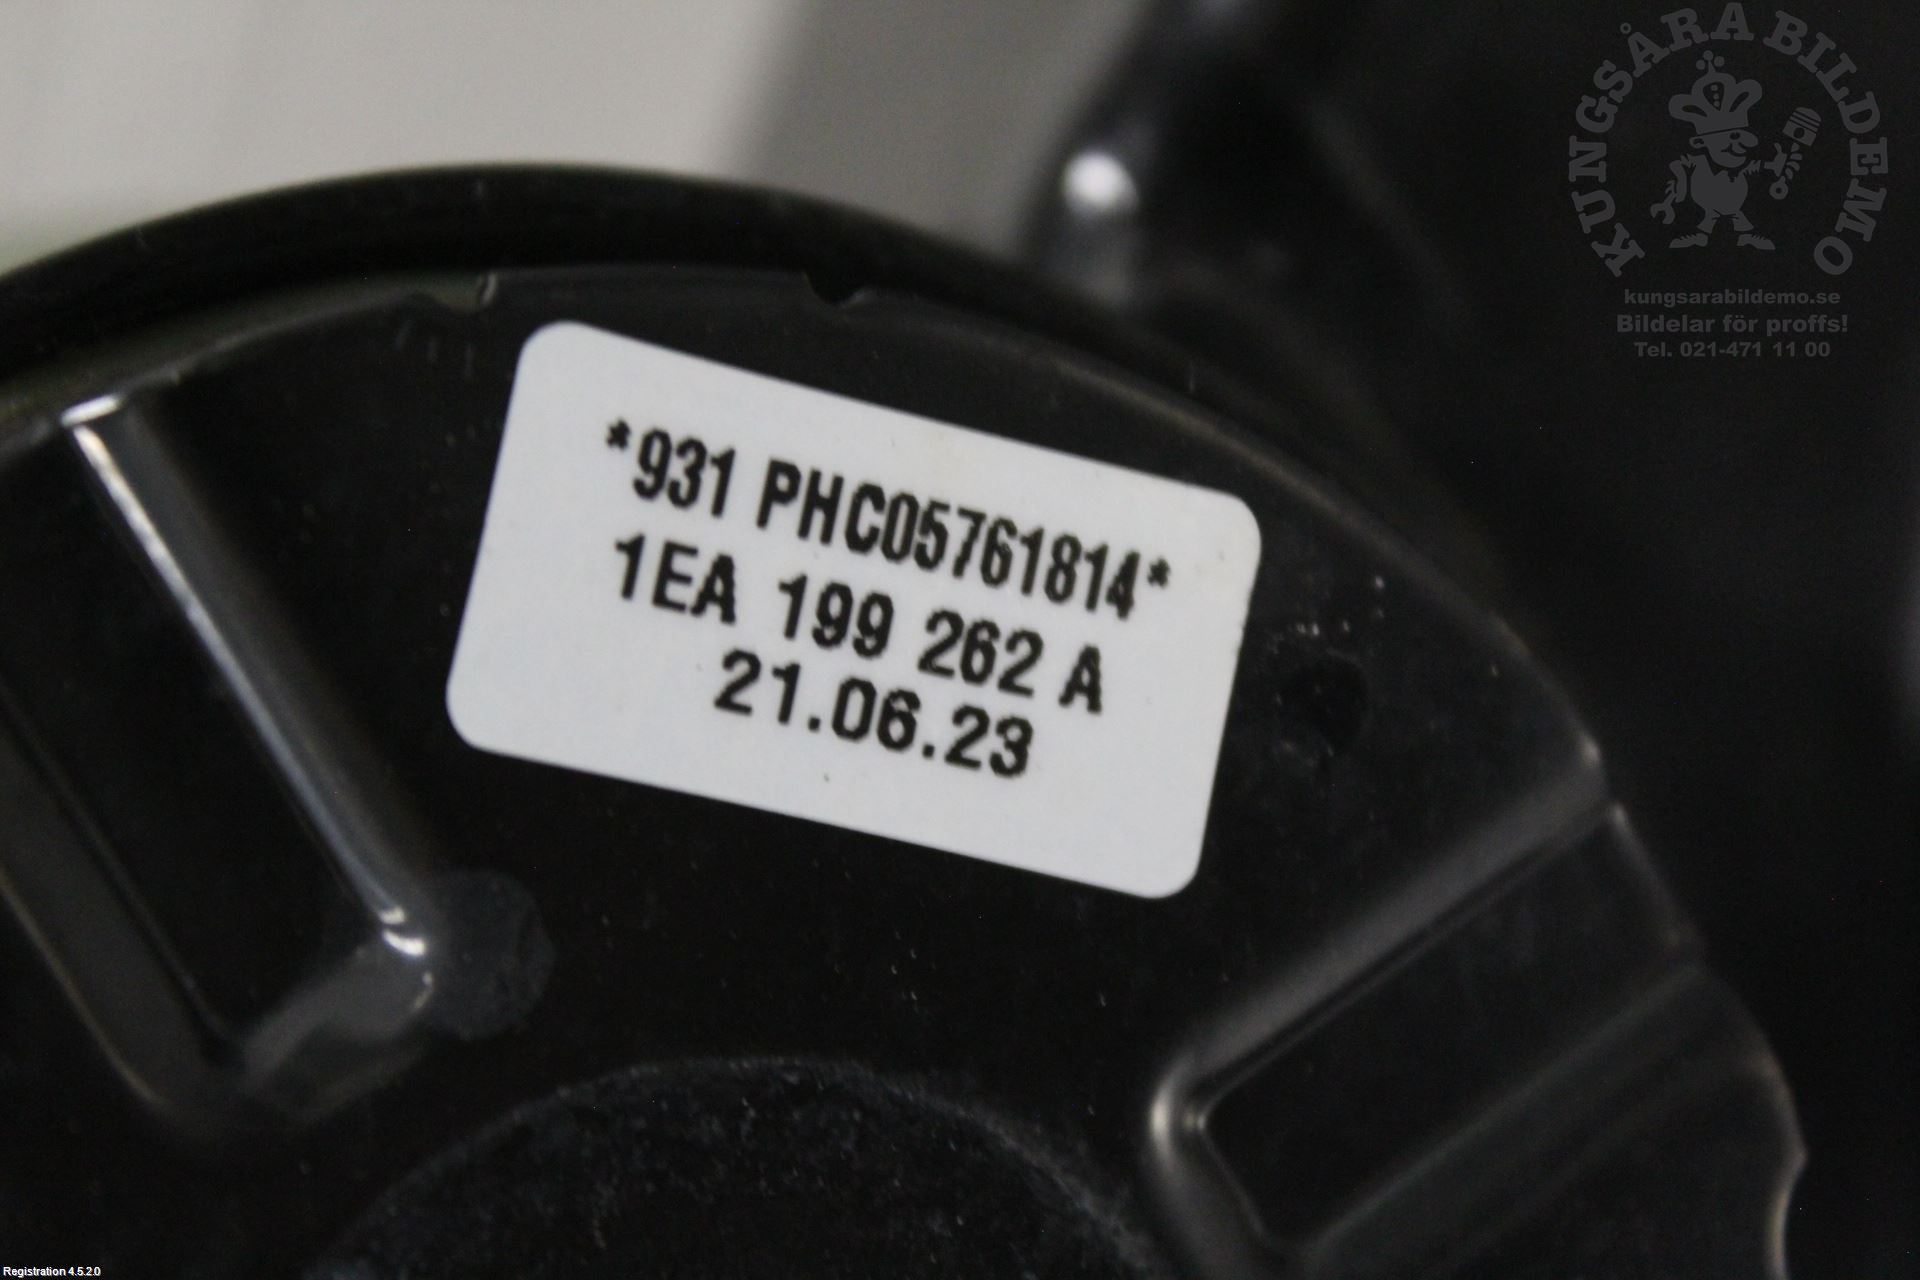 KUNGSÅRA BILDEMO
kungsarabildemo.se
Bildelar för proffs!
Tel. 021-471 11 00
*931 PHC05761814*
1EA 199 262 A
21.06.23
Registration 4.5.2.0